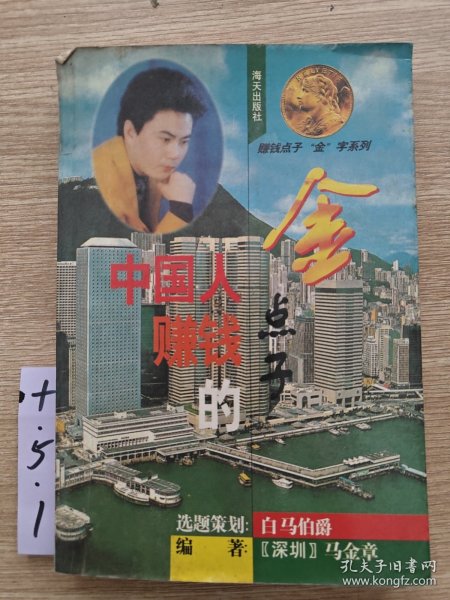 海天出版社
赚钱点子 "金" 字系列
金
点子
中国人
赚钱
的
选题策划: 白马伯爵
编 著: 〖深圳〗马金章
+.5.1
孔夫子旧书网
www.kongfz.com